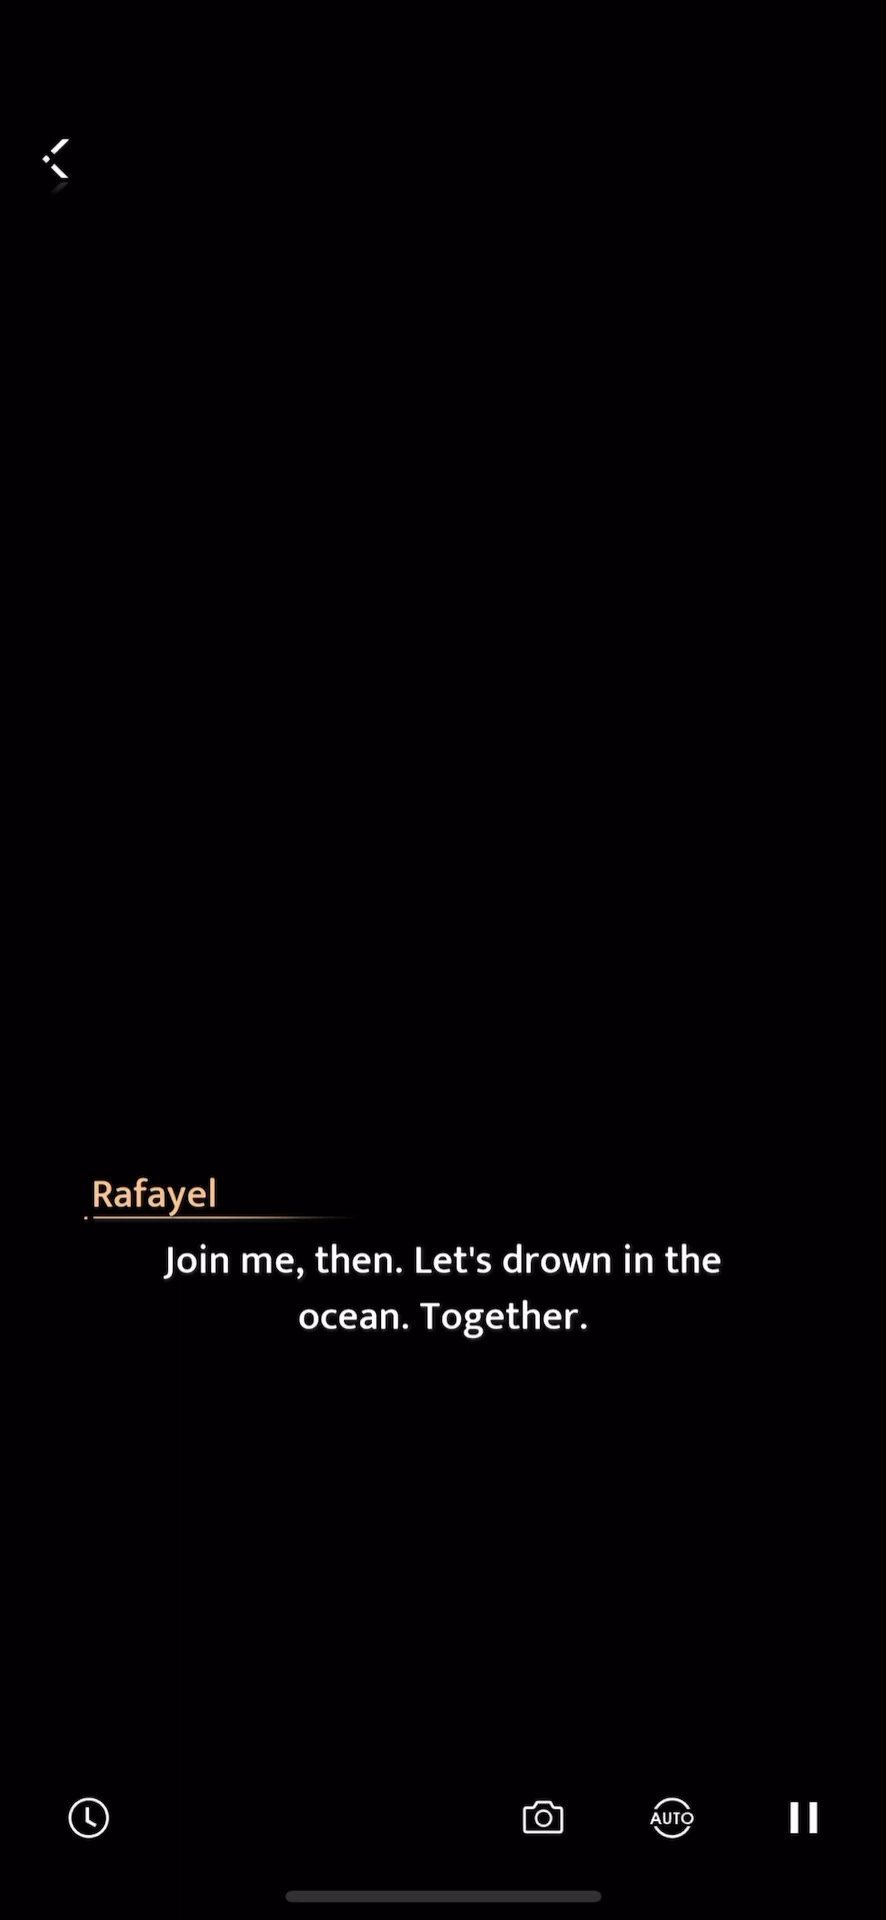 Rafayel
Join me, then. Let's drown in the
ocean. Together.
AUTO